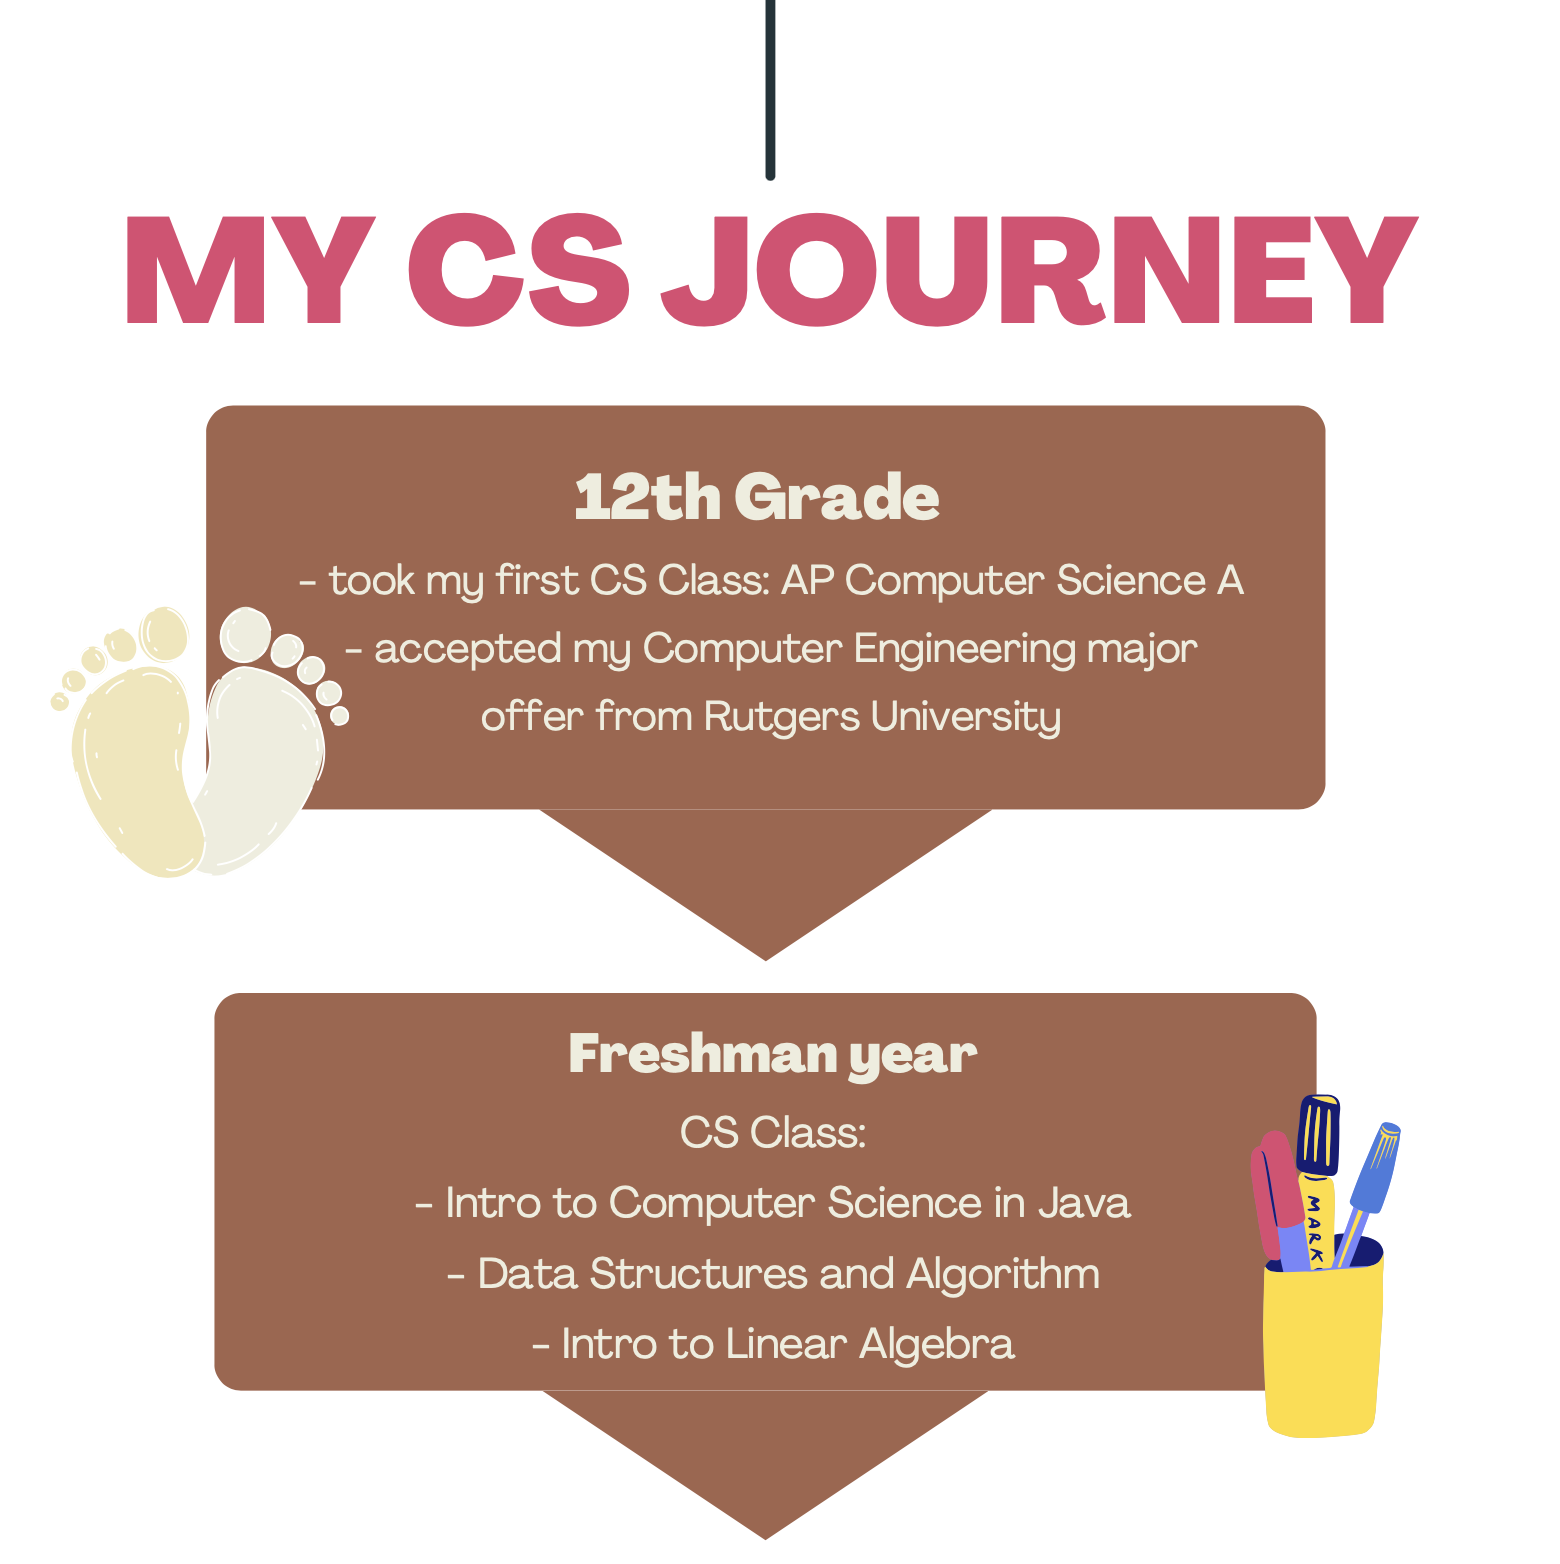 MY CS JOURNEY
12th Grade
- took my first CS Class: AP Computer Science A
- accepted my Computer Engineering major
offer from Rutgers University
Freshman year
CS Class:
- Intro to Computer Science in Java
- Data Structures and Algorithm
- Intro to Linear Algebra
MARK